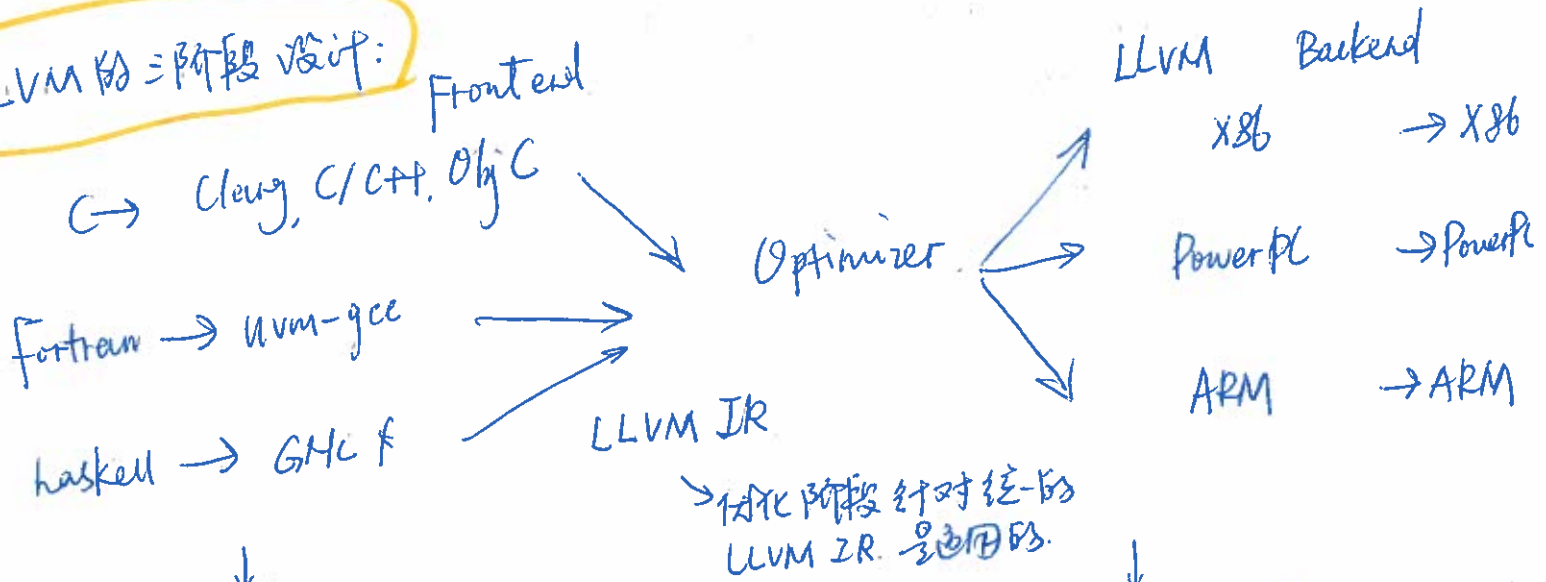 LVM的三阶段设计:
Frontend
LLVM Backend
C→ Clang, C/C++, Obj C
X86 → X86
Optimizer
PowerPC → PowerPC
Fortran → llvm-gcc
ARM → ARM
haskell → GHC
LLVM IR
→优化阶段针对统一的
LLVM IR. 是通用的.